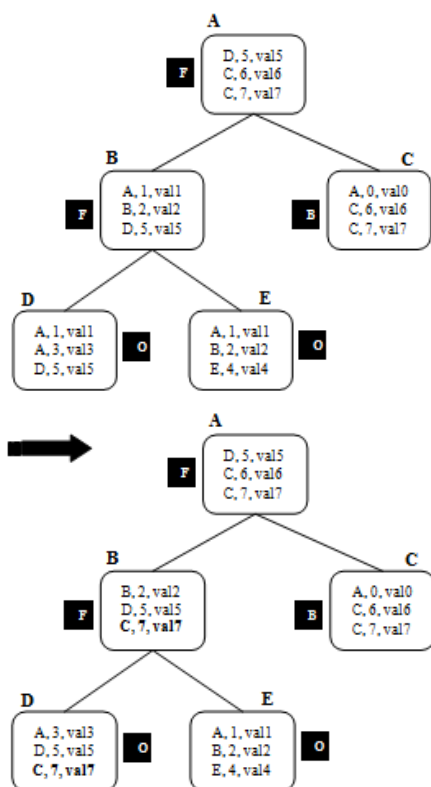 A
F
D, 5, val5
C, 6, val6
C, 7, val7
B
C
F
A, 1, val1
B, 2, val2
D, 5, val5
B
A, 0, val0
C, 6, val6
C, 7, val7
D
E
A, 1, val1
A, 3, val3
D, 5, val5
O
A, 1, val1
B, 2, val2
E, 4, val4
O
A
F
D, 5, val5
C, 6, val6
C, 7, val7
B
C
F
B, 2, val2
D, 5, val5
C, 7, val7
B
A, 0, val0
C, 6, val6
C, 7, val7
D
E
A, 3, val3
D, 5, val5
C, 7, val7
O
A, 1, val1
B, 2, val2
E, 4, val4
O